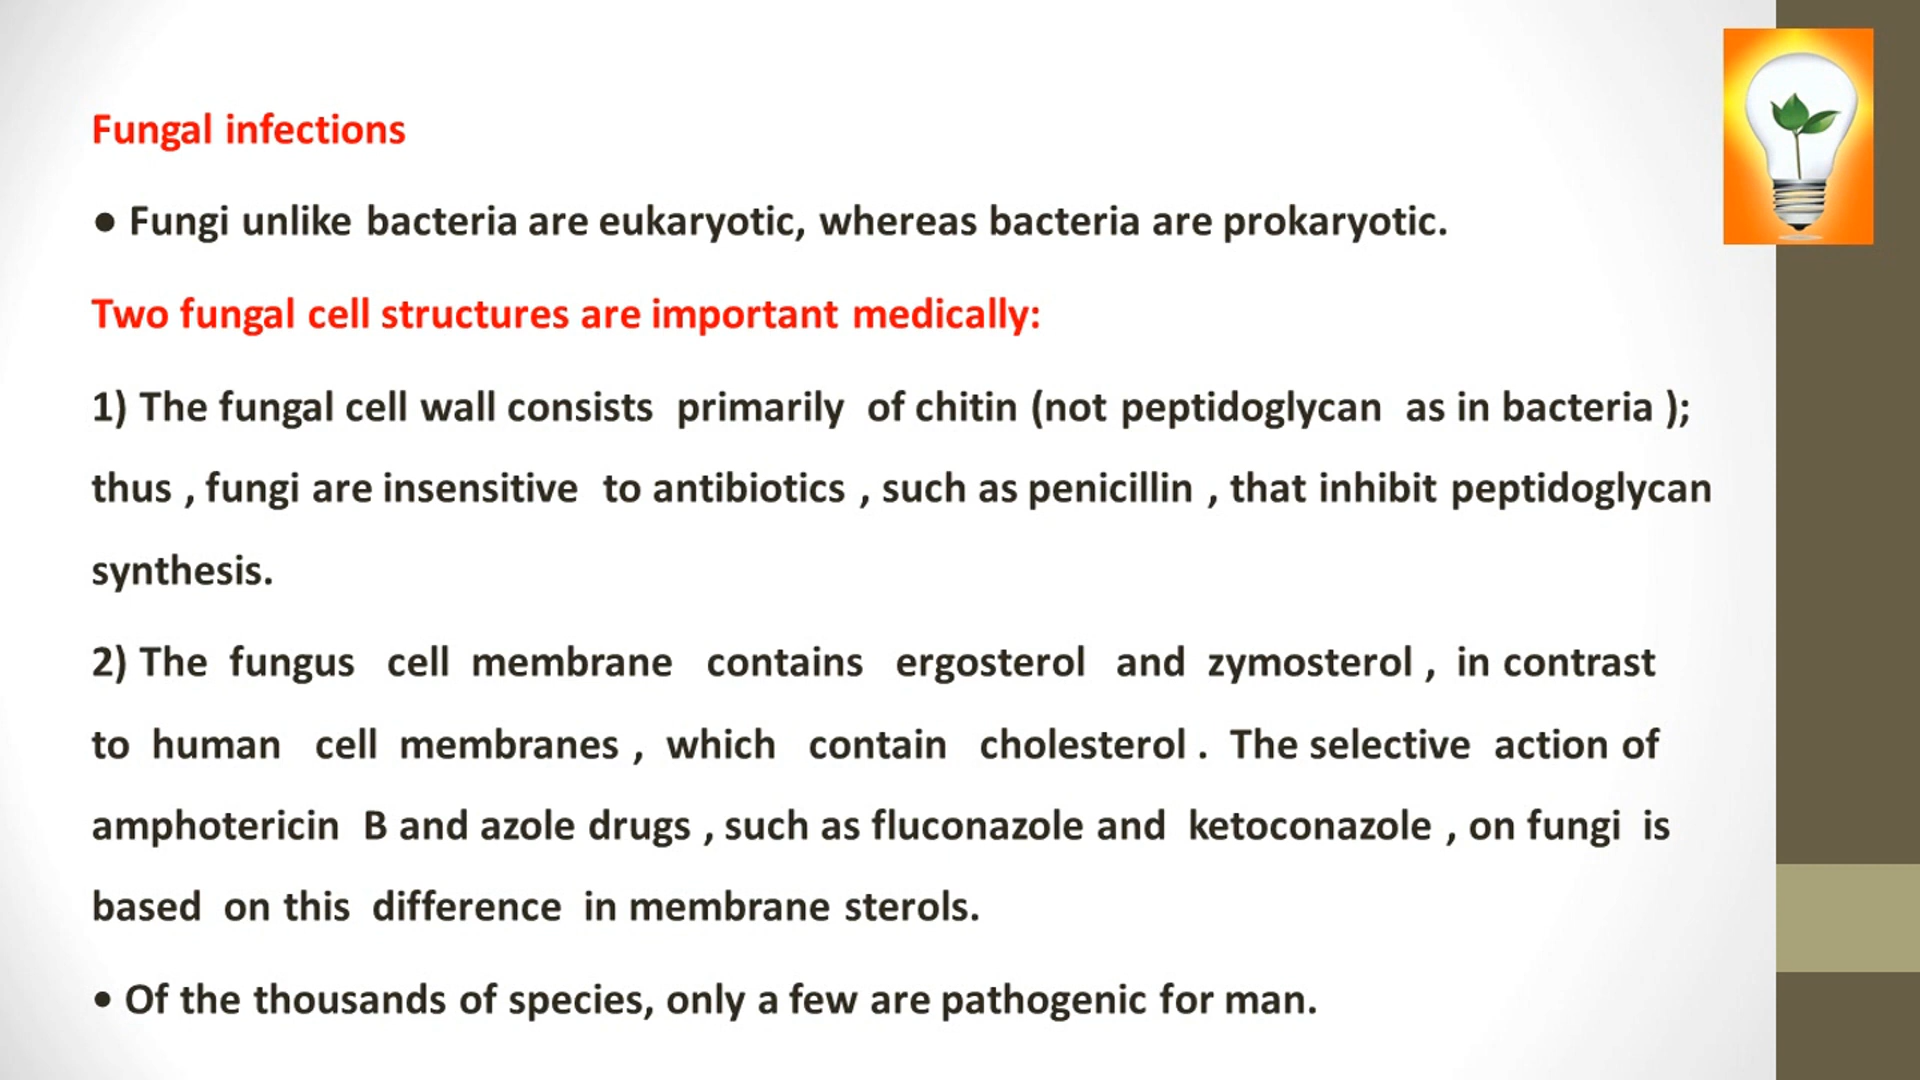 Fungal infections
● Fungi unlike bacteria are eukaryotic, whereas bacteria are prokaryotic.
Two fungal cell structures are important medically:
1) The fungal cell wall consists primarily of chitin (not peptidoglycan as in bacteria );
thus , fungi are insensitive to antibiotics , such as penicillin , that inhibit peptidoglycan
synthesis.
2) The fungus cell membrane contains ergosterol and zymosterol , in contrast
to human cell membranes , which contain cholesterol . The selective action of
amphotericin B and azole drugs , such as fluconazole and ketoconazole , on fungi is
based on this difference in membrane sterols.
• Of the thousands of species, only a few are pathogenic for man.